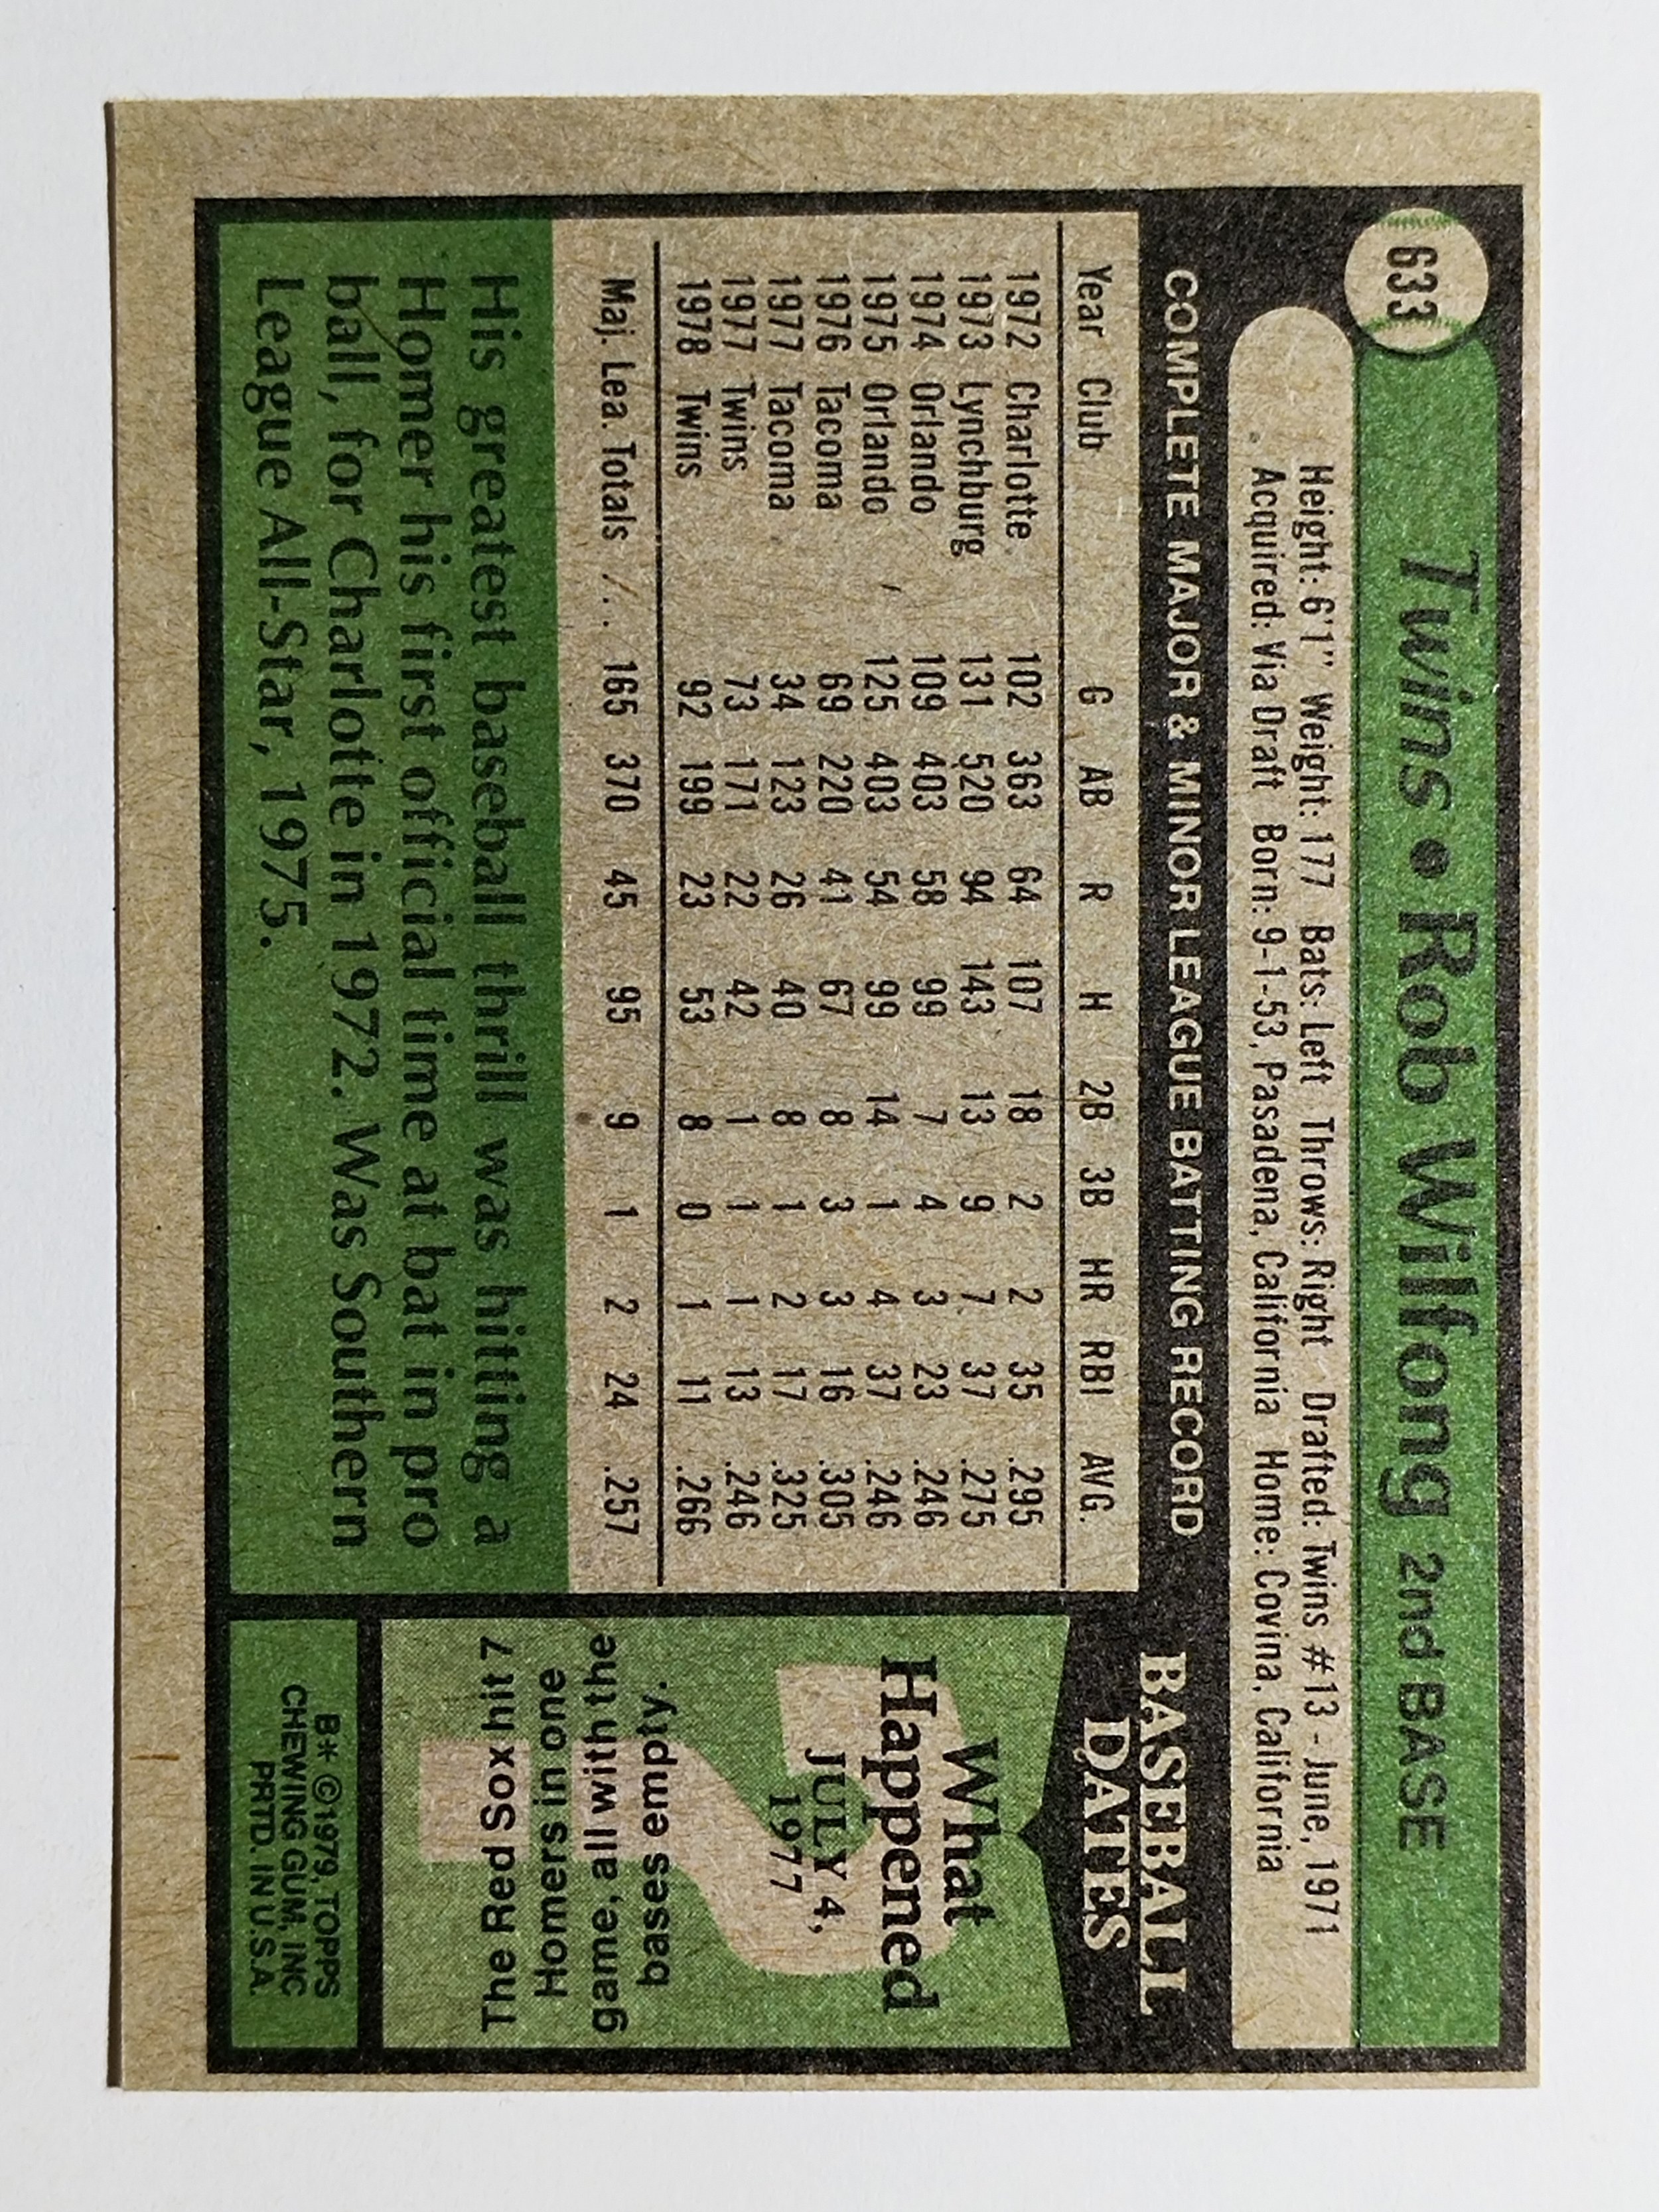 633
Twins • Rob Wilfong 2nd BASE
Height: 6'1" Weight: 177 Bats: Left Throws: Right Drafted: Twins #13 - June, 1971
Acquired: Via Draft Born: 9-1-53, Pasadena, California Home: Covina, California
COMPLETE MAJOR & MINOR LEAGUE BATTING RECORD
Year Club G AB R H 2B 3B HR RBI AVG.
1972 Charlotte 102 363 64 107 18 2 2 35 .295
1973 Lynchburg 131 520 94 143 13 9 7 37 .275
1974 Orlando 109 403 58 99 7 4 3 23 .246
1975 Orlando 125 403 54 99 14 1 4 37 .246
1976 Tacoma 69 220 41 67 8 3 3 16 .305
1977 Tacoma 34 123 26 40 8 1 2 17 .325
1977 Twins 73 171 22 42 1 1 1 13 .246
1978 Twins 92 199 23 53 8 0 1 11 .266
Maj. Lea. Totals 165 370 45 95 9 1 2 24 .257
His greatest baseball thrill was hitting a
Homer his first official time at bat in pro
ball, for Charlotte in 1972. Was Southern
League All-Star, 1975.
BASEBALL
DATES
What
Happened
JULY 4,
1977
The Red Sox hit 7
Homers in one
game, all with the
bases empty.
B* © 1979, TOPPS
CHEWING GUM, INC
PRTD. IN U.S.A.